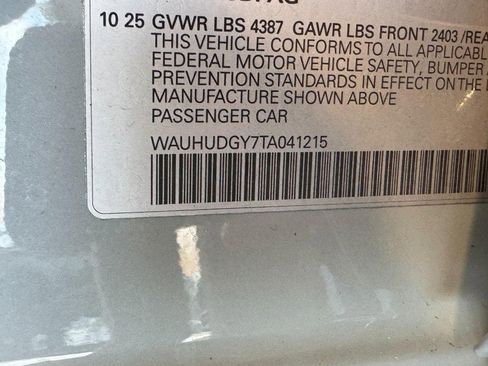 10 25 GVWR LBS 4387 GAWR LBS FRONT 2403 /REA
THIS VEHICLE CONFORMS TO ALL APPLICABL
FEDERAL MOTOR VEHICLE SAFETY, BUMPER A
PREVENTION STANDARDS IN EFFECT ON THE
MANUFACTURE SHOWN ABOVE
PASSENGER CAR
WAUHUDGY7TA041215